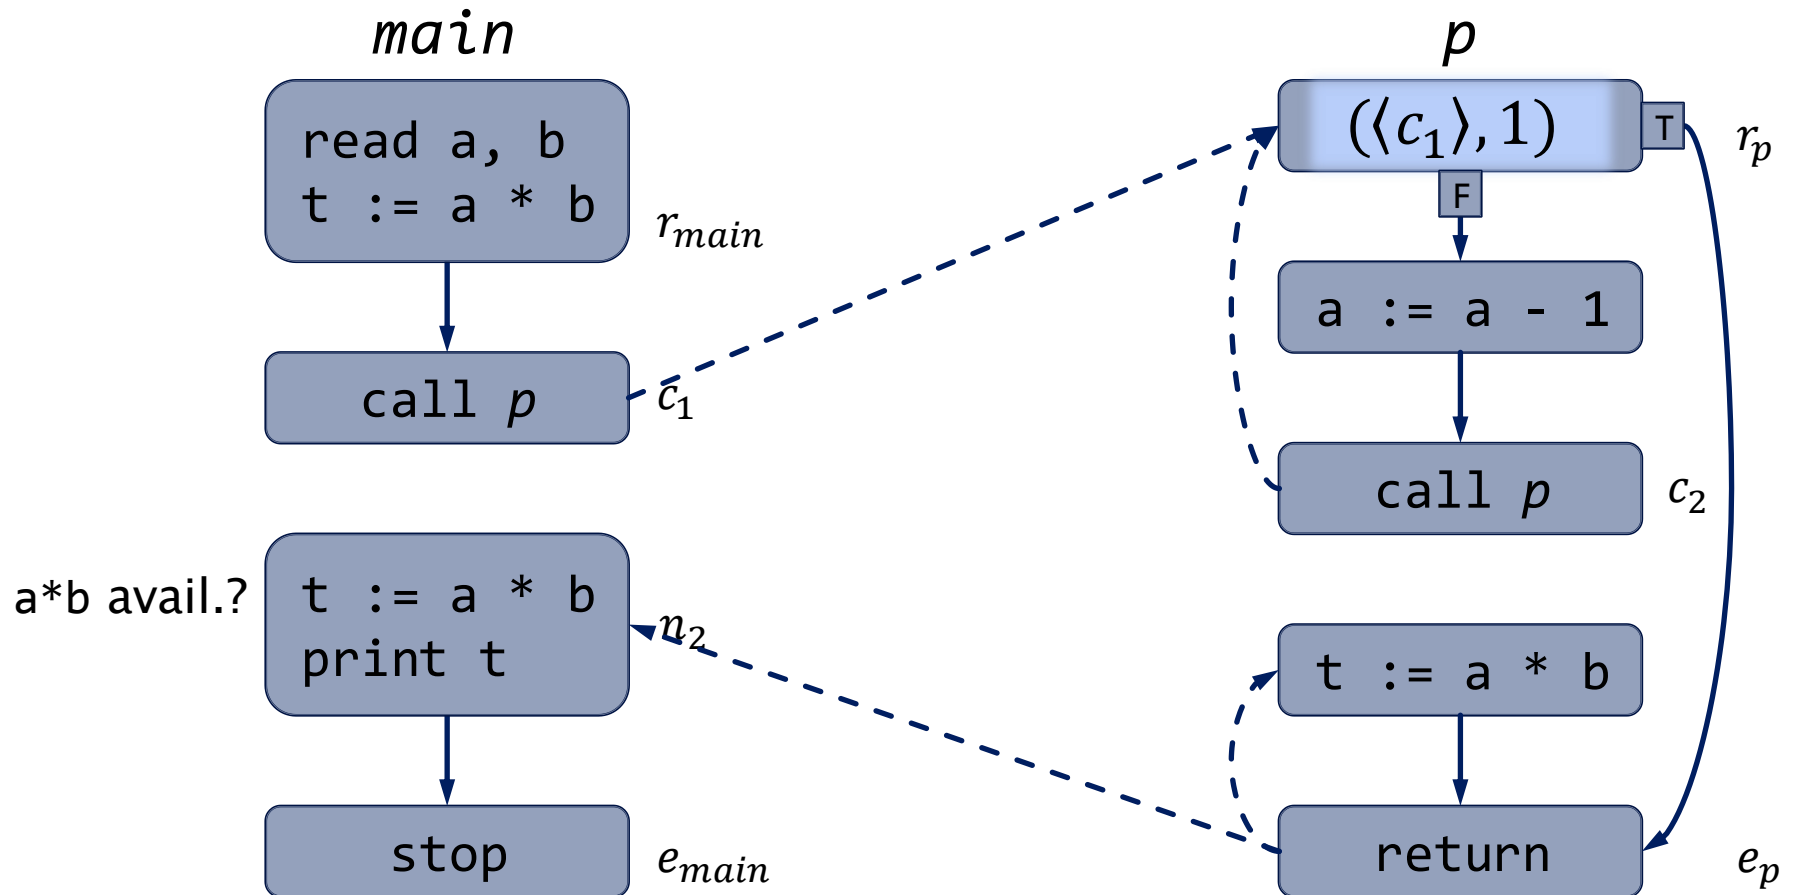 main
read a, b
t := a * b
r_main
call p
c_1
a*b avail.?
t := a * b
print t
n_2
stop
e_main
p
(⟨c_1⟩, 1)
T
r_p
F
a := a - 1
call p
c_2
t := a * b
return
e_p